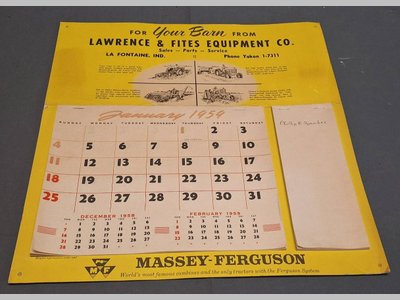 FOR Your Barn FROM
LAWRENCE & FITES EQUIPMENT CO.
Sales - Parts - Service
LA FONTAINE, IND. Phone Yukon 1-7311
January 1959
SUNDAY MONDAY TUESDAY WEDNESDAY THURSDAY FRIDAY SATURDAY
1 2 3
4 5 6 7 8 9 10
11 12 13 14 15 16 17
18 19 20 21 22 23 24
25 26 27 28 29 30 31
DECEMBER 1958 FEBRUARY 1959
MF MASSEY-FERGUSON
World's most famous combines and the only tractors with the Ferguson System